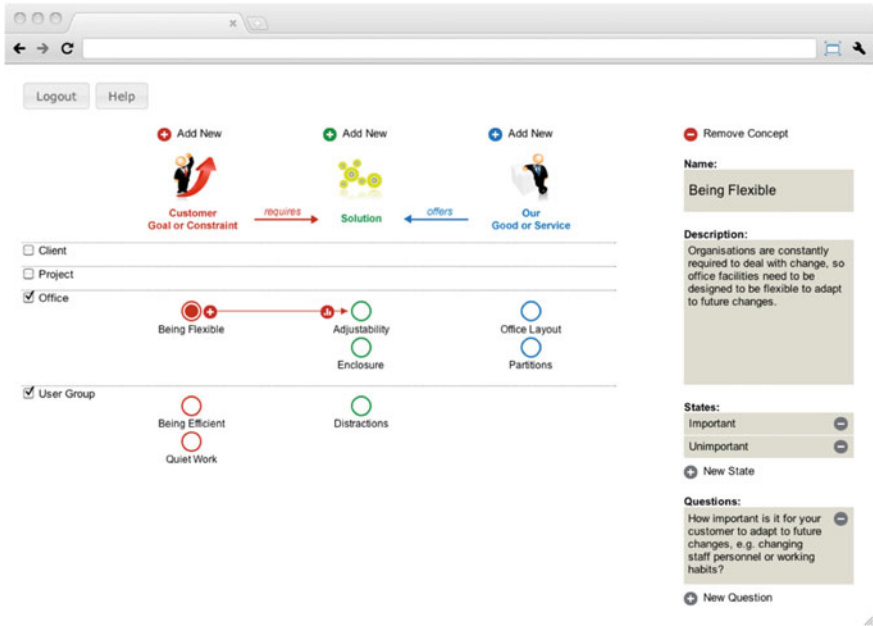 Logout Help
Add New Add New Add New Remove Concept
Name:
Being Flexible
Customer
Goal or Constraint
requires
Solution
offers
Our
Good or Service
Description:
Organisations are constantly
required to deal with change, so
office facilities need to be
designed to be flexible to adapt
to future changes.
Client
Project
Office
Being Flexible Adjustability Office Layout
Enclosure Partitions
User Group
Being Efficient Distractions
Quiet Work
States:
Important
Unimportant
New State
Questions:
How important is it for your
customer to adapt to future
changes, e.g. changing
staff personnel or working
habits?
New Question